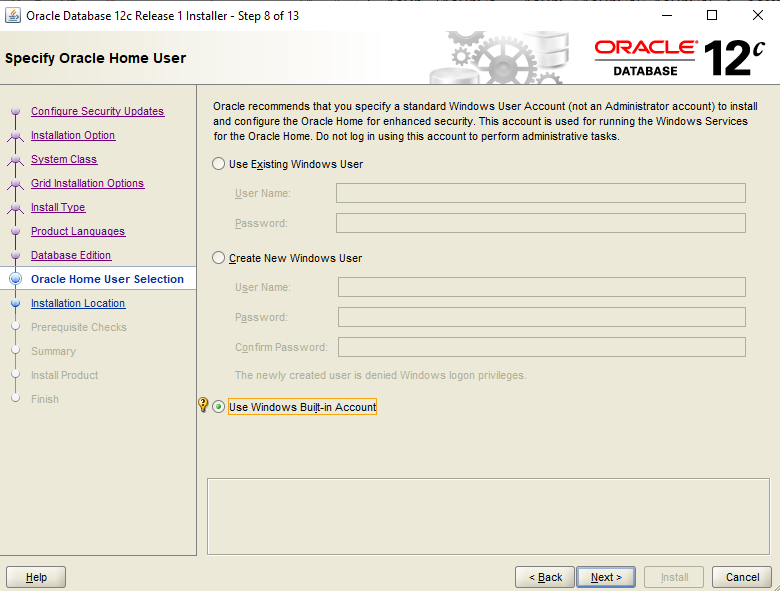 Oracle Database 12c Release 1 Installer - Step 8 of 13
Specify Oracle Home User
ORACLE®
DATABASE
12c
Configure Security Updates
Installation Option
System Class
Grid Installation Options
Install Type
Product Languages
Database Edition
Oracle Home User Selection
Installation Location
Prerequisite Checks
Summary
Install Product
Finish
Oracle recommends that you specify a standard Windows User Account (not an Administrator account) to install
and configure the Oracle Home for enhanced security. This account is used for running the Windows Services
for the Oracle Home. Do not log in using this account to perform administrative tasks.
Use Existing Windows User
User Name:
Password:
Create New Windows User
User Name:
Password:
Confirm Password:
The newly created user is denied Windows logon privileges.
Use Windows Built-in Account
Help
< Back
Next >
Install
Cancel